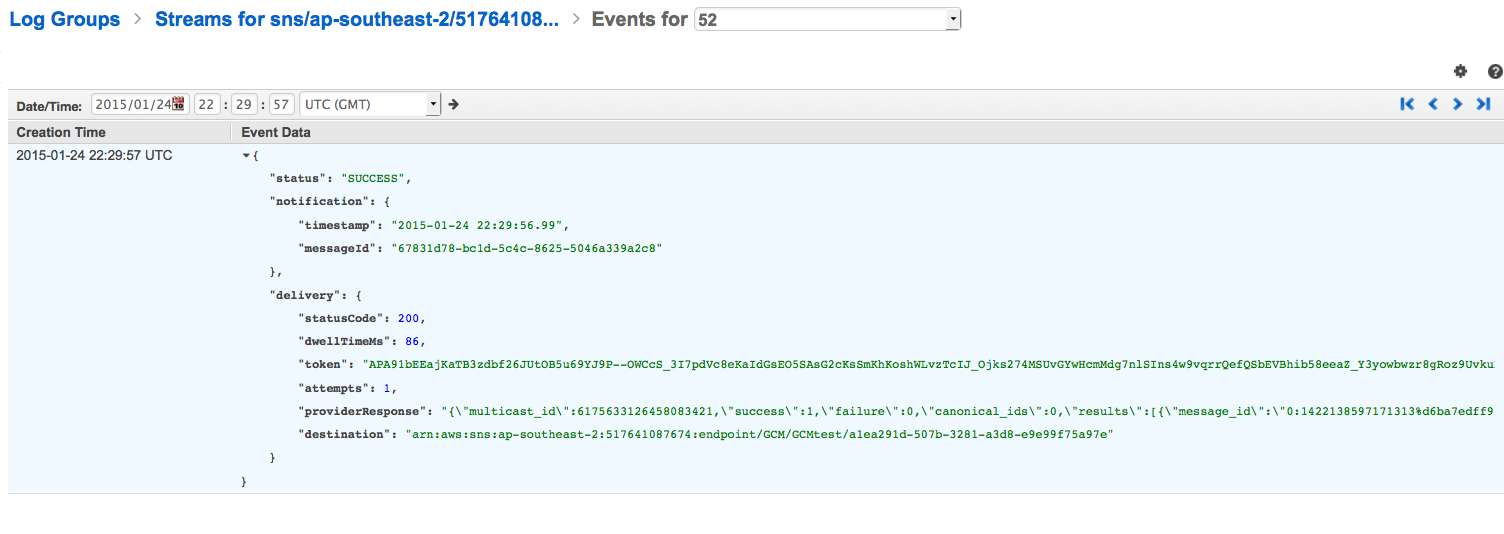 Log Groups > Streams for sns/ap-southeast-2/51764108... > Events for 52
Date/Time: 2015/01/24 22 : 29 : 57 UTC (GMT)
Creation Time Event Data
2015-01-24 22:29:57 UTC {
"status": "SUCCESS",
"notification": {
"timestamp": "2015-01-24 22:29:56.99",
"messageId": "67831d78-bc1d-5c4c-8625-5046a339a2c8"
},
"delivery": {
"statusCode": 200,
"dwellTimeMs": 86,
"token": "APA91bEEajKaTB3zdbf26JUtOB5u69YJ9P--OWCcS_3I7pdVc8eKaIdGsEO5SAsG2cKsSmKhKoshWLvzTcIJ_Ojks274MSUvGYwHcmMdg7nlSIns4w9vqrrQefQSbEVBhib58eeaZ_Y3yowbwzr8gRoz9Uvku
"attempts": 1,
"providerResponse": "{\"multicast_id\":6175633126458083421,\"success\":1,\"failure\":0,\"canonical_ids\":0,\"results\":[{\"message_id\":\"0:1422138597171313%d6ba7edff9
"destination": "arn:aws:sns:ap-southeast-2:517641087674:endpoint/GCM/GCMtest/a1ea291d-507b-3281-a3d8-e9e99f75a97e"
}
}